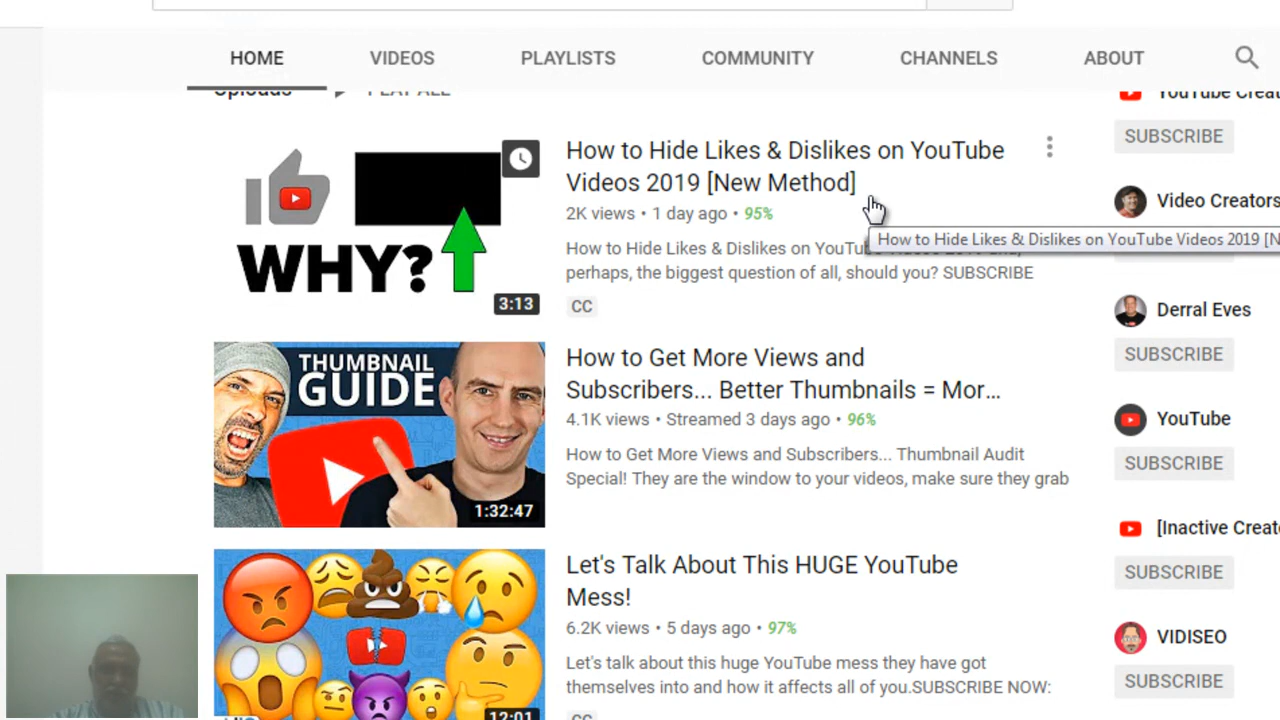 HOME VIDEOS PLAYLISTS COMMUNITY CHANNELS ABOUT
Uploads PLAY ALL
How to Hide Likes & Dislikes on YouTube
Videos 2019 [New Method]
2K views • 1 day ago • 95%
How to Hide Likes & Dislikes on YouTube
perhaps, the biggest question of all, should you? SUBSCRIBE
CC
How to Hide Likes & Dislikes on YouTube Videos 2019 [N
WHY?
3:13
THUMBNAIL
GUIDE
1:32:47
How to Get More Views and
Subscribers... Better Thumbnails = Mor...
4.1K views • Streamed 3 days ago • 96%
How to Get More Views and Subscribers... Thumbnail Audit
Special! They are the window to your videos, make sure they grab
12:01
Let's Talk About This HUGE YouTube
Mess!
6.2K views • 5 days ago • 97%
Let's talk about this huge YouTube mess they have got
themselves into and how it affects all of you.SUBSCRIBE NOW:
CC
YouTube Creat
SUBSCRIBE
Video Creators
Derral Eves
SUBSCRIBE
YouTube
SUBSCRIBE
[Inactive Creato
SUBSCRIBE
VIDISEO
SUBSCRIBE